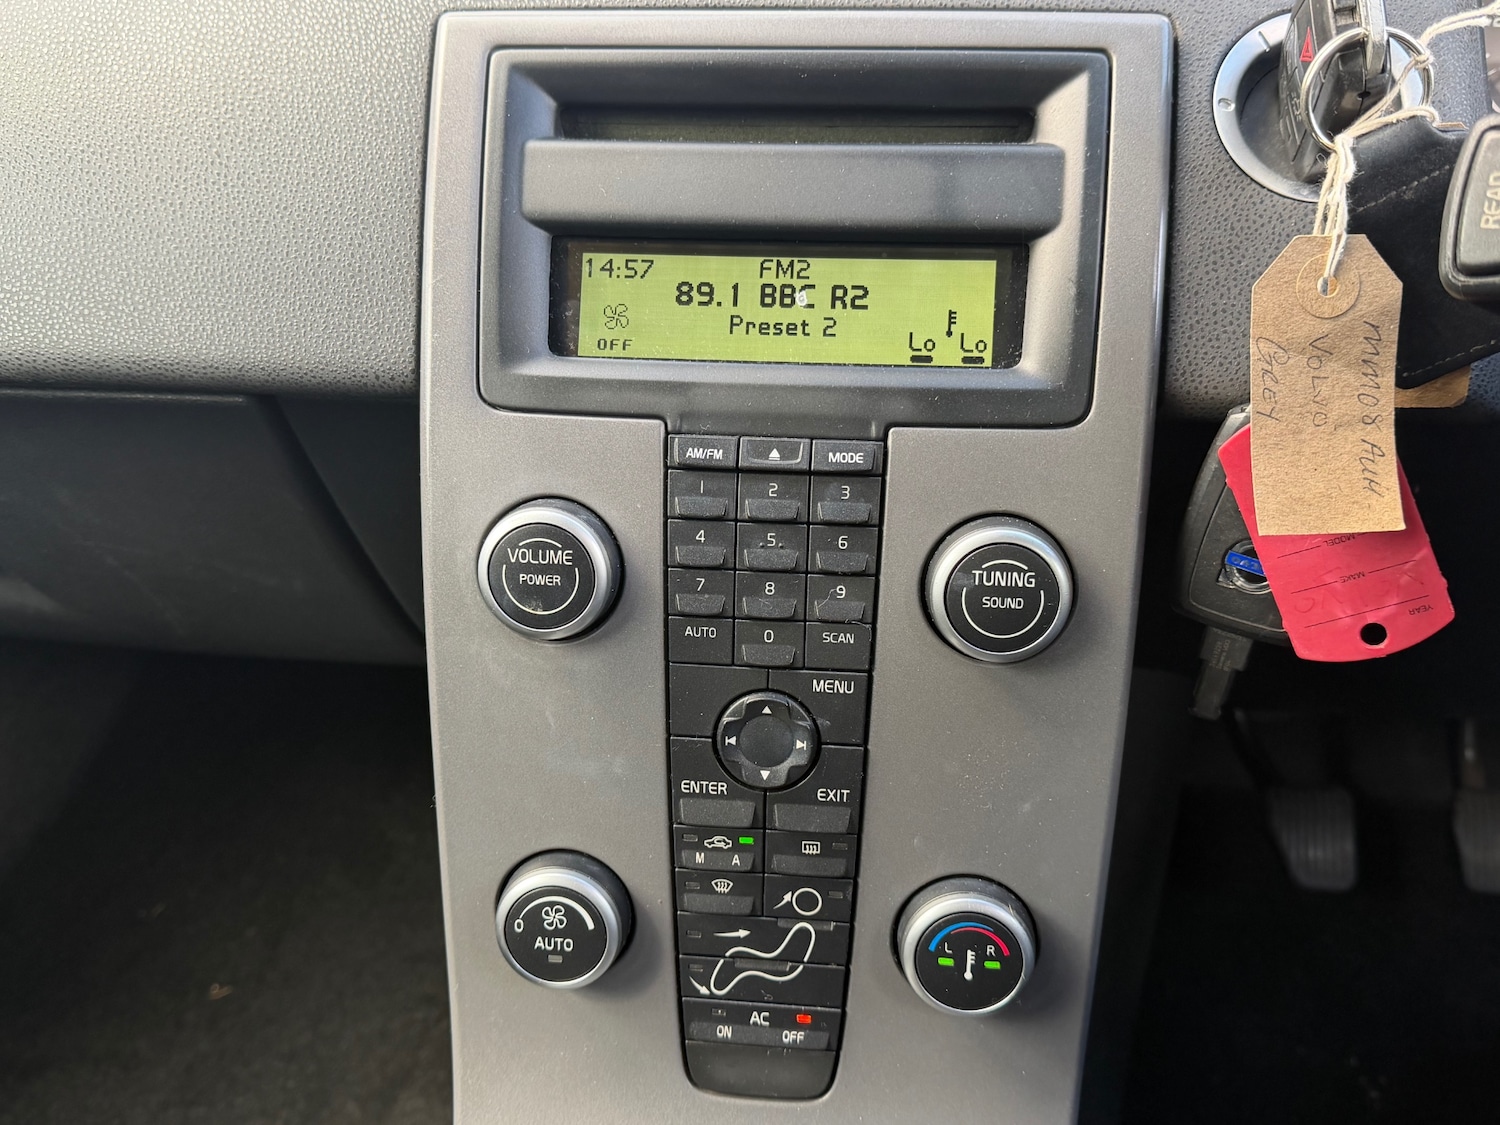 14:57 FM2
89.1 BBC R2
Preset 2
OFF Lo Lo
AM/FM MODE
1 2 3
4 5 6
7 8 9
AUTO 0 SCAN
VOLUME
POWER
TUNING
SOUND
MENU
ENTER EXIT
M A
0
AUTO
L R
AC
ON OFF
READ
Volvo
GREY
MODEL
MAKE
YEAR